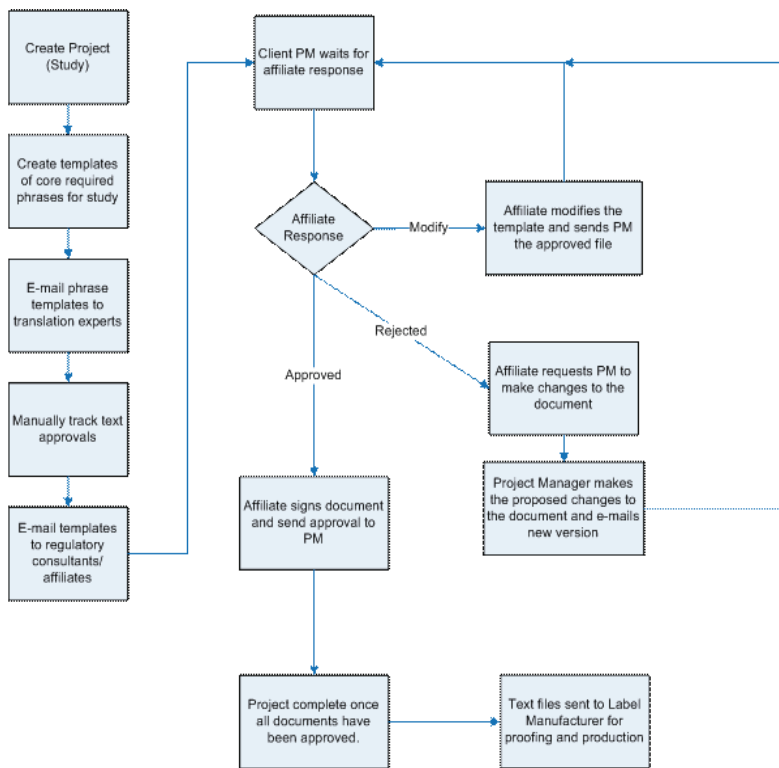 Create Project
(Study)
Create templates
of core required
phrases for study
E-mail phrase
templates to
translation experts
Manually track text
approvals
E-mail templates
to regulatory
consultants/
affiliates
Client PM waits for
affiliate response
Affiliate
Response
Modify
Affiliate modifies the
template and sends PM
the approved file
Rejected
Affiliate requests PM to
make changes to the
document
Project Manager makes
the proposed changes to
the document and e-mails
new version
Approved
Affiliate signs document
and send approval to
PM
Project complete once
all documents have
been approved.
Text files sent to Label
Manufacturer for
proofing and production